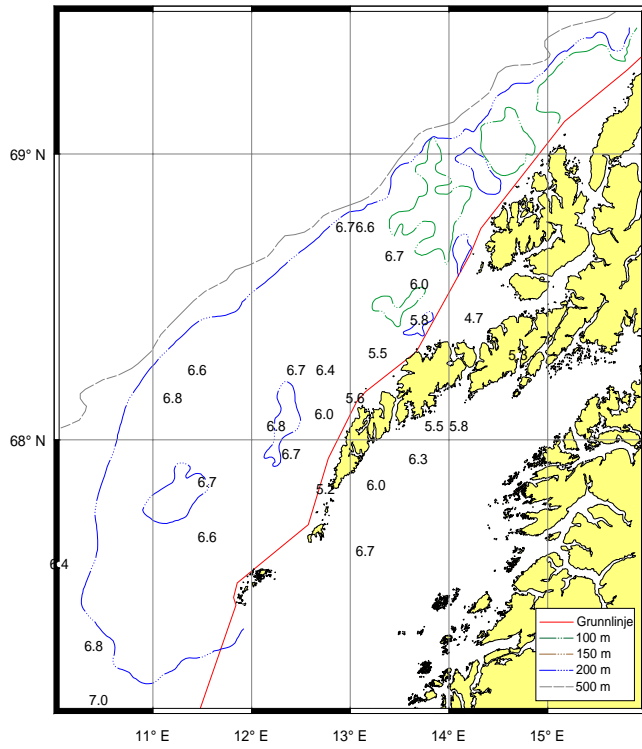 69° N
6.7 6.6
6.7
6.0
5.8 4.7
5.5 5.3
6.6 6.7 6.4
6.8 5.6
6.0
6.8 5.5 5.8
68° N
6.7 6.3
6.7 5.2 6.0
6.6
6.7
6.4
6.8
7.0
Grunnlinje
100 m
150 m
200 m
500 m
11° E 12° E 13° E 14° E 15° E